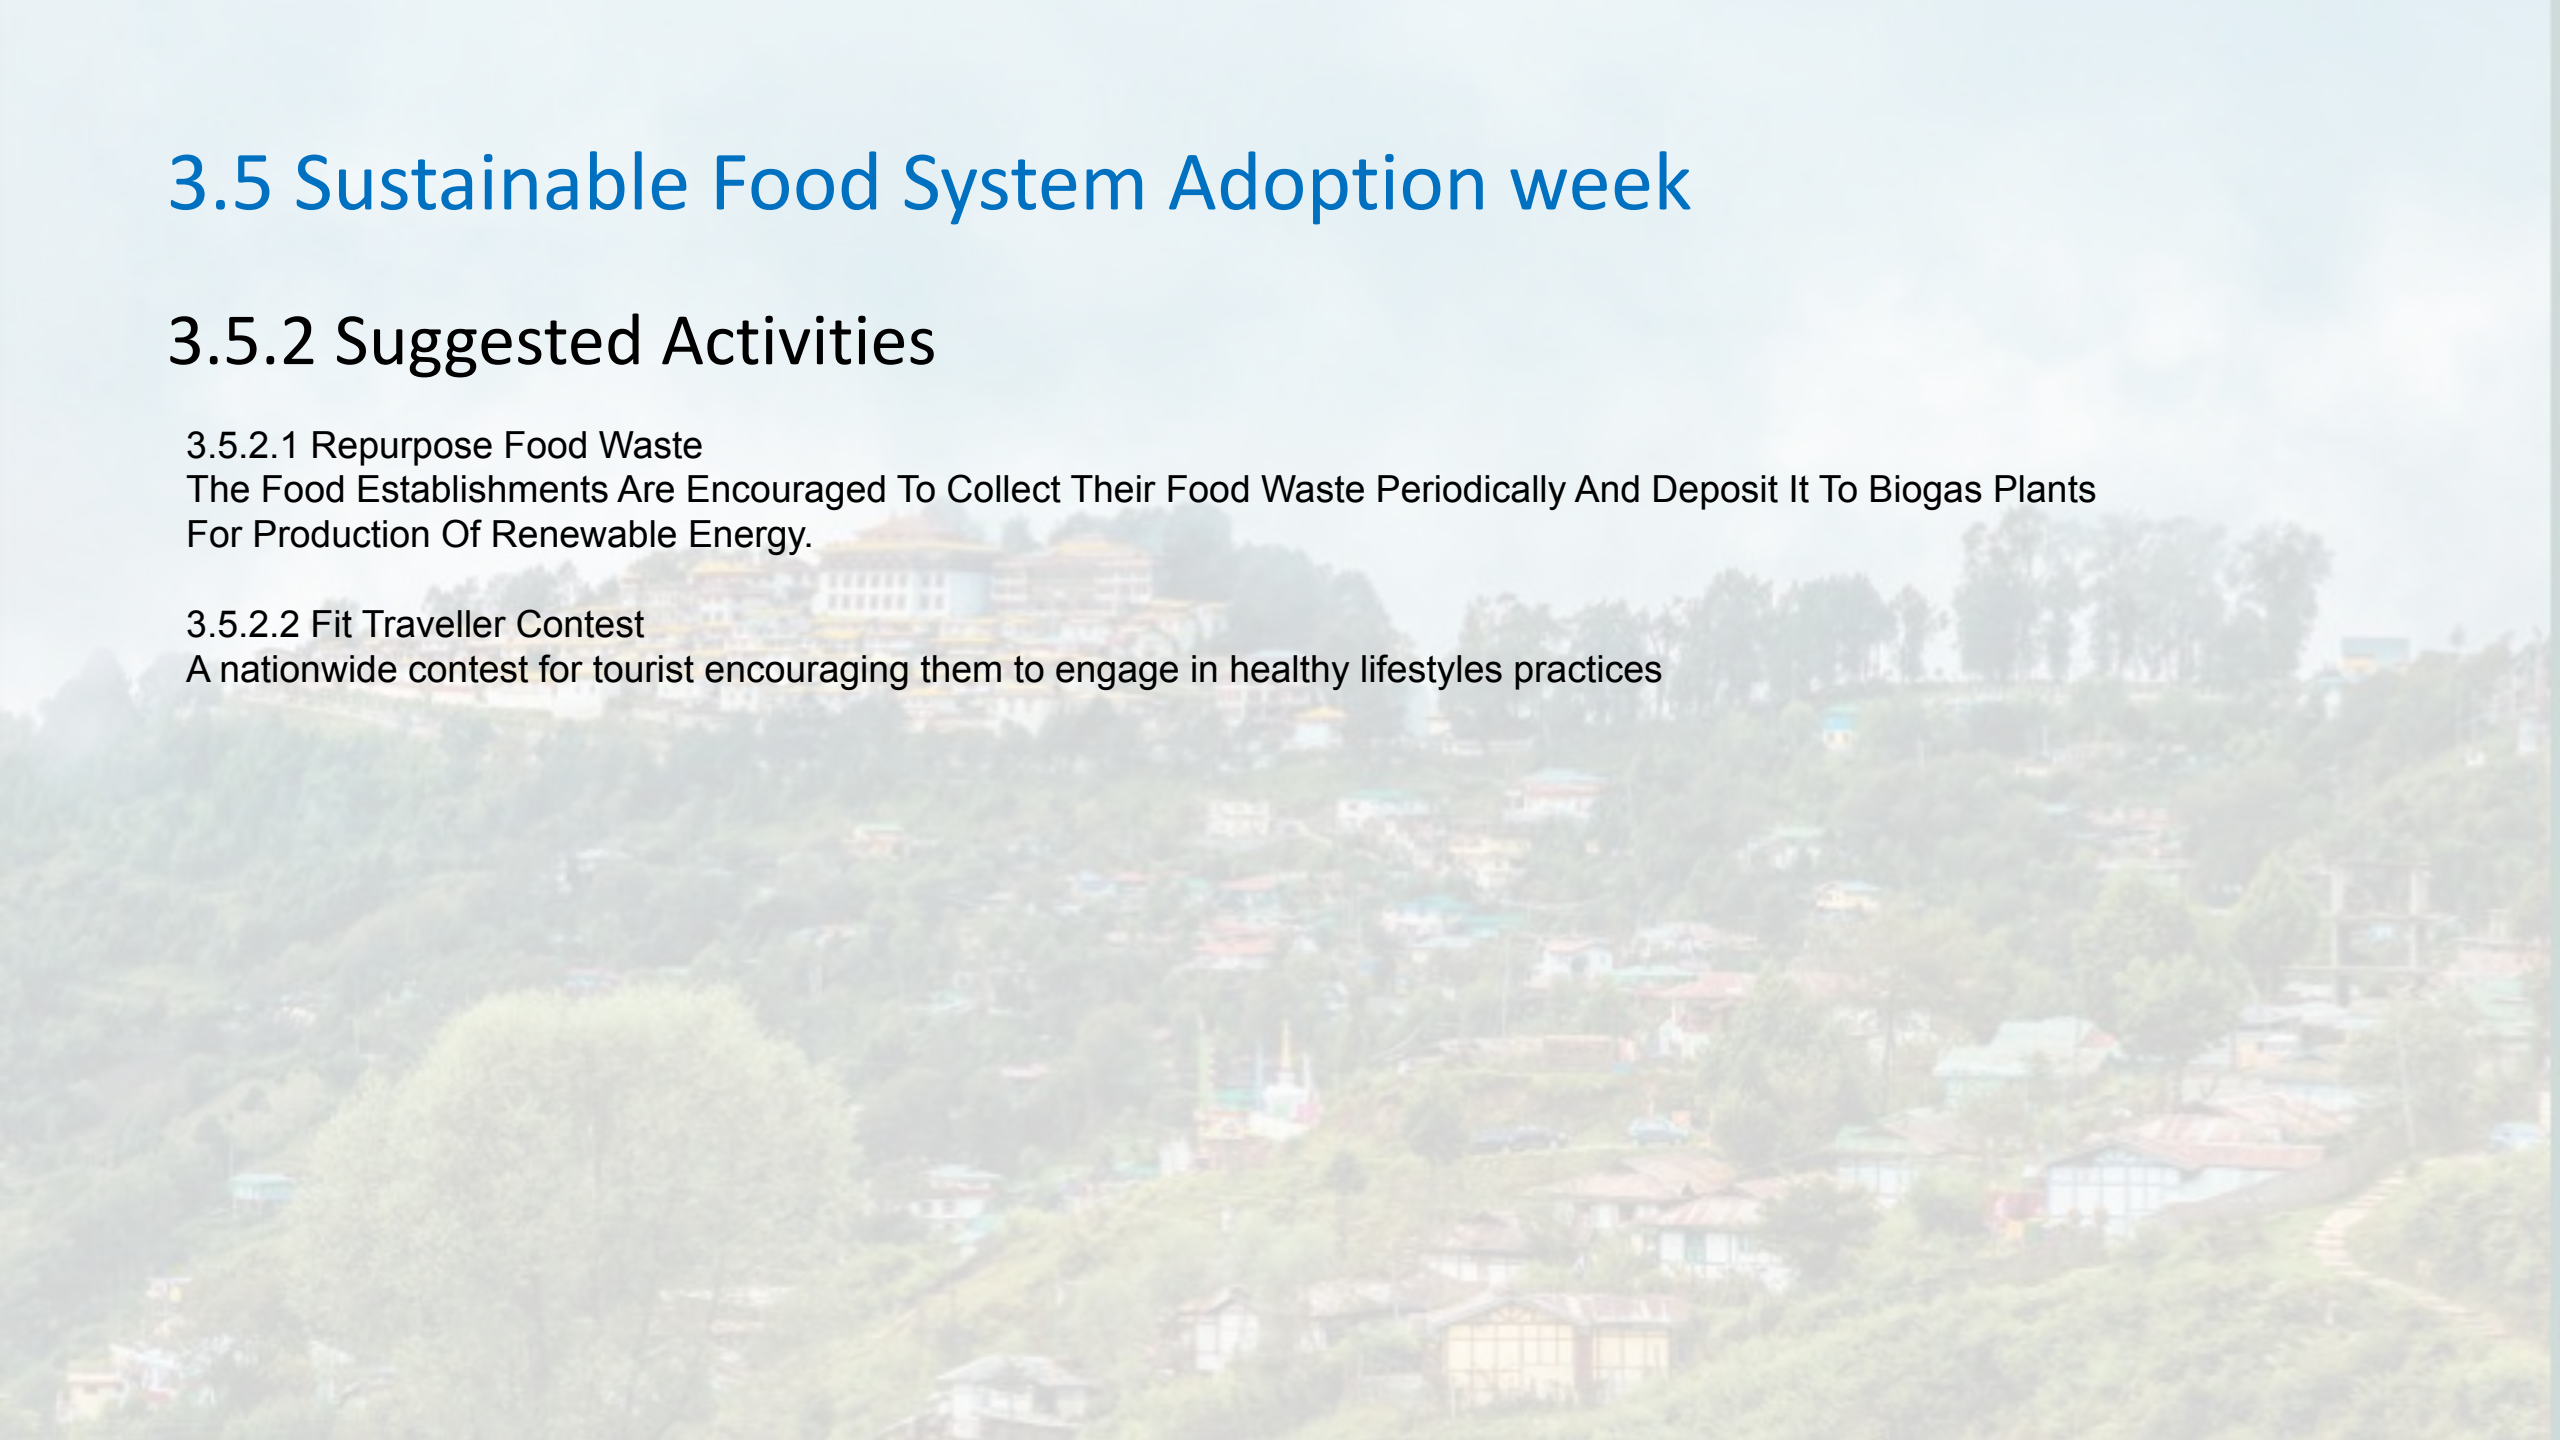 3.5 Sustainable Food System Adoption week
3.5.2 Suggested Activities
3.5.2.1 Repurpose Food Waste
The Food Establishments Are Encouraged To Collect Their Food Waste Periodically And Deposit It To Biogas Plants
For Production Of Renewable Energy.
3.5.2.2 Fit Traveller Contest
A nationwide contest for tourist encouraging them to engage in healthy lifestyles practices